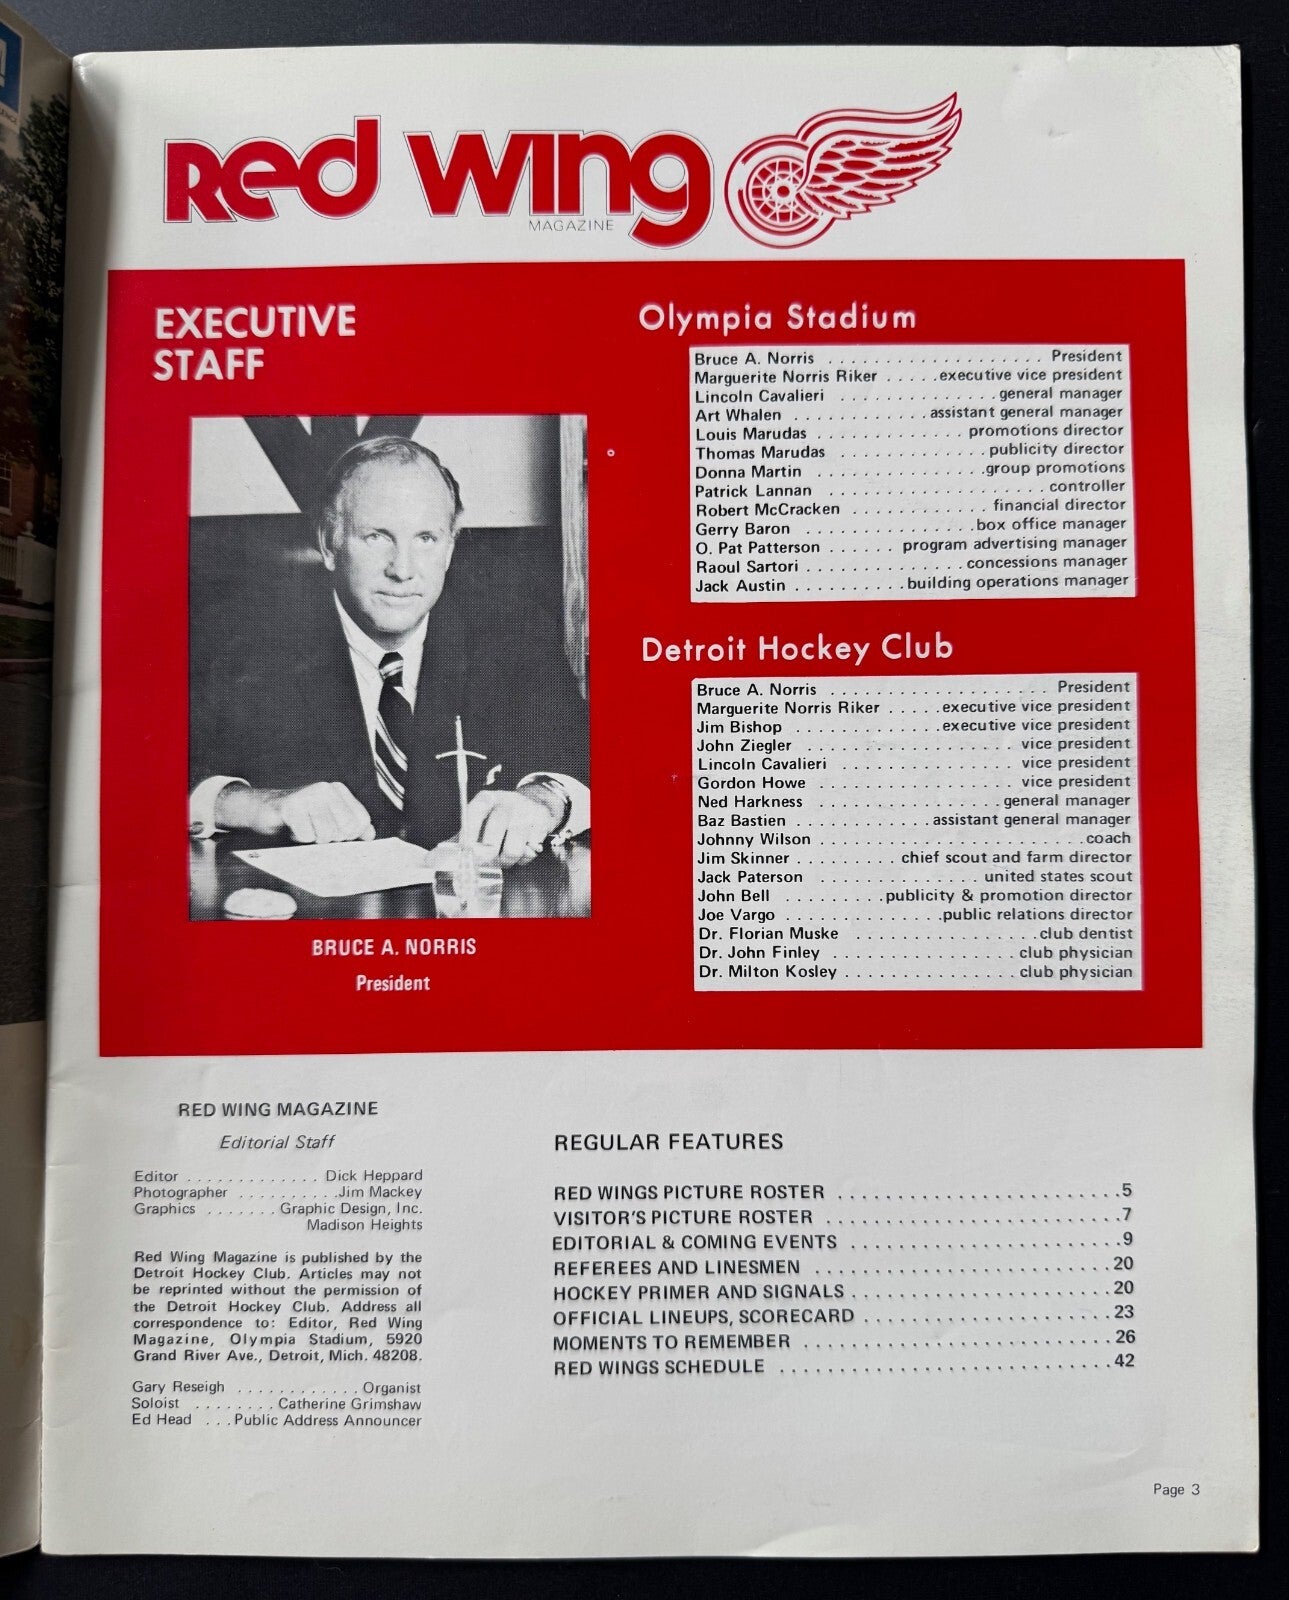 Red Wing
MAGAZINE
EXECUTIVE
STAFF
BRUCE A. NORRIS
President
Olympia Stadium
Bruce A. Norris . . . . . . . . . . . . . . . . . . . President
Marguerite Norris Riker . . . . . executive vice president
Lincoln Cavalieri . . . . . . . . . . . . . . general manager
Art Whalen . . . . . . . . . . . . assistant general manager
Louis Marudas . . . . . . . . . . . . . promotions director
Thomas Marudas . . . . . . . . . . . . . publicity director
Donna Martin . . . . . . . . . . . . . . . group promotions
Patrick Lannan . . . . . . . . . . . . . . . . . . . controller
Robert McCracken . . . . . . . . . . . . financial director
Gerry Baron . . . . . . . . . . . . . . . box office manager
O. Pat Patterson . . . . . . program advertising manager
Raoul Sartori . . . . . . . . . . . . . . concessions manager
Jack Austin . . . . . . . . . . building operations manager
Detroit Hockey Club
Bruce A. Norris . . . . . . . . . . . . . . . . . . . President
Marguerite Norris Riker . . . . . executive vice president
Jim Bishop . . . . . . . . . . . . . executive vice president
John Ziegler . . . . . . . . . . . . . . . . . . vice president
Lincoln Cavalieri . . . . . . . . . . . . . . . vice president
Gordon Howe . . . . . . . . . . . . . . . . . vice president
Ned Harkness . . . . . . . . . . . . . . . . general manager
Baz Bastien . . . . . . . . . . . . assistant general manager
Johnny Wilson . . . . . . . . . . . . . . . . . . . . . . . coach
Jim Skinner . . . . . . . . . chief scout and farm director
Jack Paterson . . . . . . . . . . . . . . united states scout
John Bell . . . . . . . . . publicity & promotion director
Joe Vargo . . . . . . . . . . . . . . public relations director
Dr. Florian Muske . . . . . . . . . . . . . . . . club dentist
Dr. John Finley . . . . . . . . . . . . . . . . club physician
Dr. Milton Kosley . . . . . . . . . . . . . . . club physician
RED WING MAGAZINE
Editorial Staff
Editor . . . . . . . . . . . . . Dick Heppard
Photographer . . . . . . . . . . Jim Mackey
Graphics . . . . . . . Graphic Design, Inc.
Madison Heights
Red Wing Magazine is published by the
Detroit Hockey Club. Articles may not
be reprinted without the permission of
the Detroit Hockey Club. Address all
correspondence to: Editor, Red Wing
Magazine, Olympia Stadium, 5920
Grand River Ave., Detroit, Mich. 48208.
Gary Reseigh . . . . . . . . . . . . Organist
Soloist . . . . . . . . Catherine Grimshaw
Ed Head . . . Public Address Announcer
REGULAR FEATURES
RED WINGS PICTURE ROSTER . . . . . . . . . . . . . . . . . . . . . . . . 5
VISITOR'S PICTURE ROSTER . . . . . . . . . . . . . . . . . . . . . . . . . 7
EDITORIAL & COMING EVENTS . . . . . . . . . . . . . . . . . . . . . . . 9
REFEREES AND LINESMEN . . . . . . . . . . . . . . . . . . . . . . . . . . 20
HOCKEY PRIMER AND SIGNALS . . . . . . . . . . . . . . . . . . . . . . 20
OFFICIAL LINEUPS, SCORECARD . . . . . . . . . . . . . . . . . . . . . 23
MOMENTS TO REMEMBER . . . . . . . . . . . . . . . . . . . . . . . . . . 26
RED WINGS SCHEDULE . . . . . . . . . . . . . . . . . . . . . . . . . . . . 42
Page 3